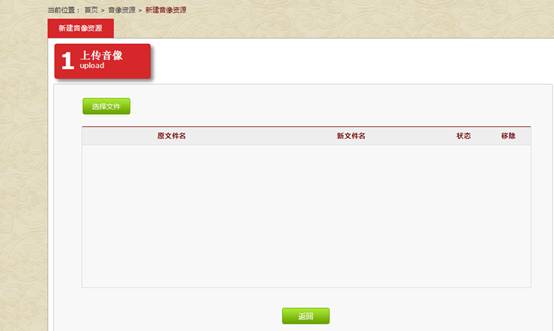 当前位置： 首页 > 音像资源 > 新建音像资源
新建音像资源
1 上传音像
upload
选择文件
原文件名 新文件名 状态 移除
返回